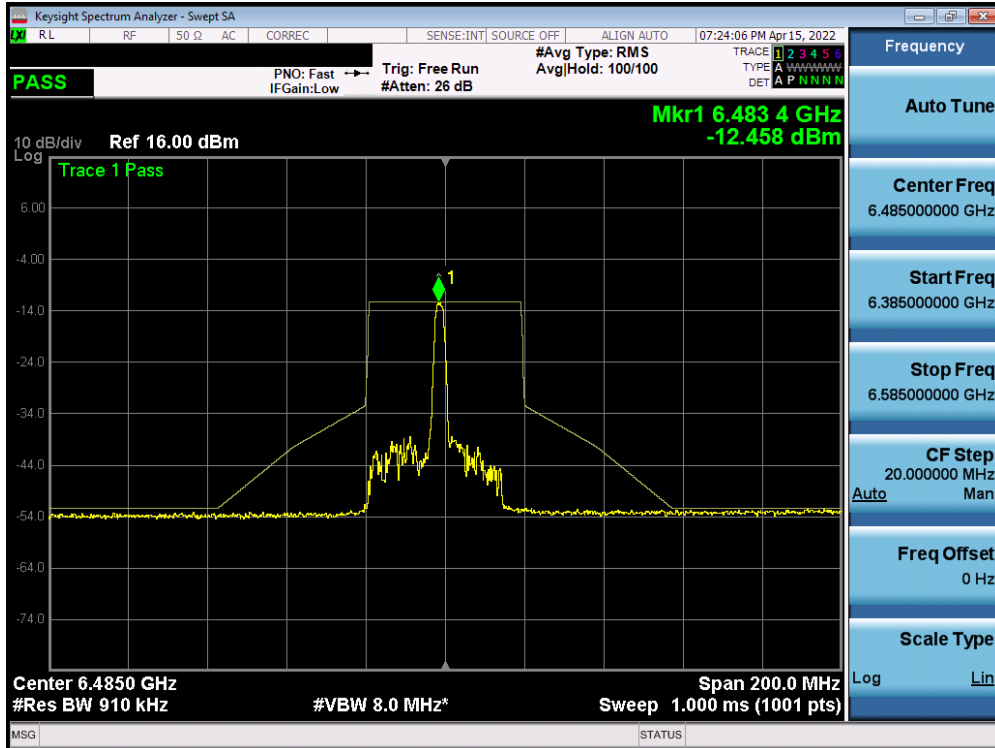 Keysight Spectrum Analyzer - Swept SA
LXI RL RF 50 Ω AC CORREC SENSE:INT SOURCE OFF ALIGN AUTO 07:24:06 PM Apr 15, 2022
PASS
PNO: Fast
IFGain:Low
Trig: Free Run
#Atten: 26 dB
#Avg Type: RMS
Avg|Hold: 100/100
TRACE 1 2 3 4 5 6
TYPE A WWWWW
DET A P N N N N
Mkr1 6.483 4 GHz
-12.458 dBm
10 dB/div Ref 16.00 dBm
Log
Trace 1 Pass
1
6.00
-4.00
-14.0
-24.0
-34.0
-44.0
-54.0
-64.0
-74.0
Center 6.4850 GHz Span 200.0 MHz
#Res BW 910 kHz #VBW 8.0 MHz* Sweep 1.000 ms (1001 pts)
MSG STATUS
Frequency
Auto Tune
Center Freq
6.485000000 GHz
Start Freq
6.385000000 GHz
Stop Freq
6.585000000 GHz
CF Step
20.000000 MHz
Auto Man
Freq Offset
0 Hz
Scale Type
Log Lin